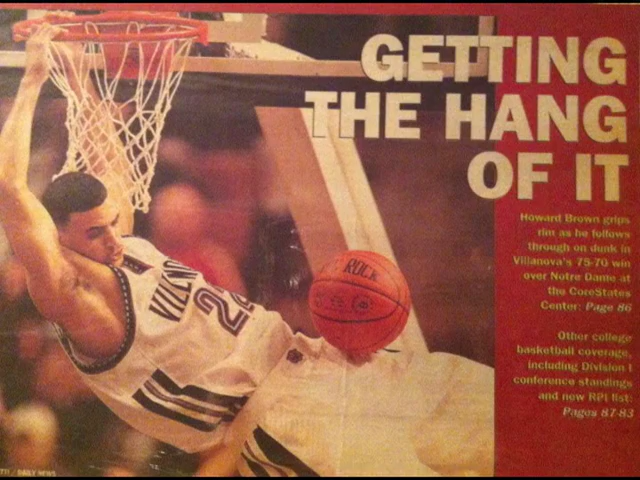 GETTING
THE HANG
OF IT
Howard Brown grips
rim as he follows
through on dunk in
Villanova's 75-70 win
over Notre Dame at
the CoreStates
Center: Page 86
Other college
basketball coverage,
including Division I
conference standings
and new RPI list:
Pages 87-83
ROCK
VILLNO
22
/ DAILY NEWS